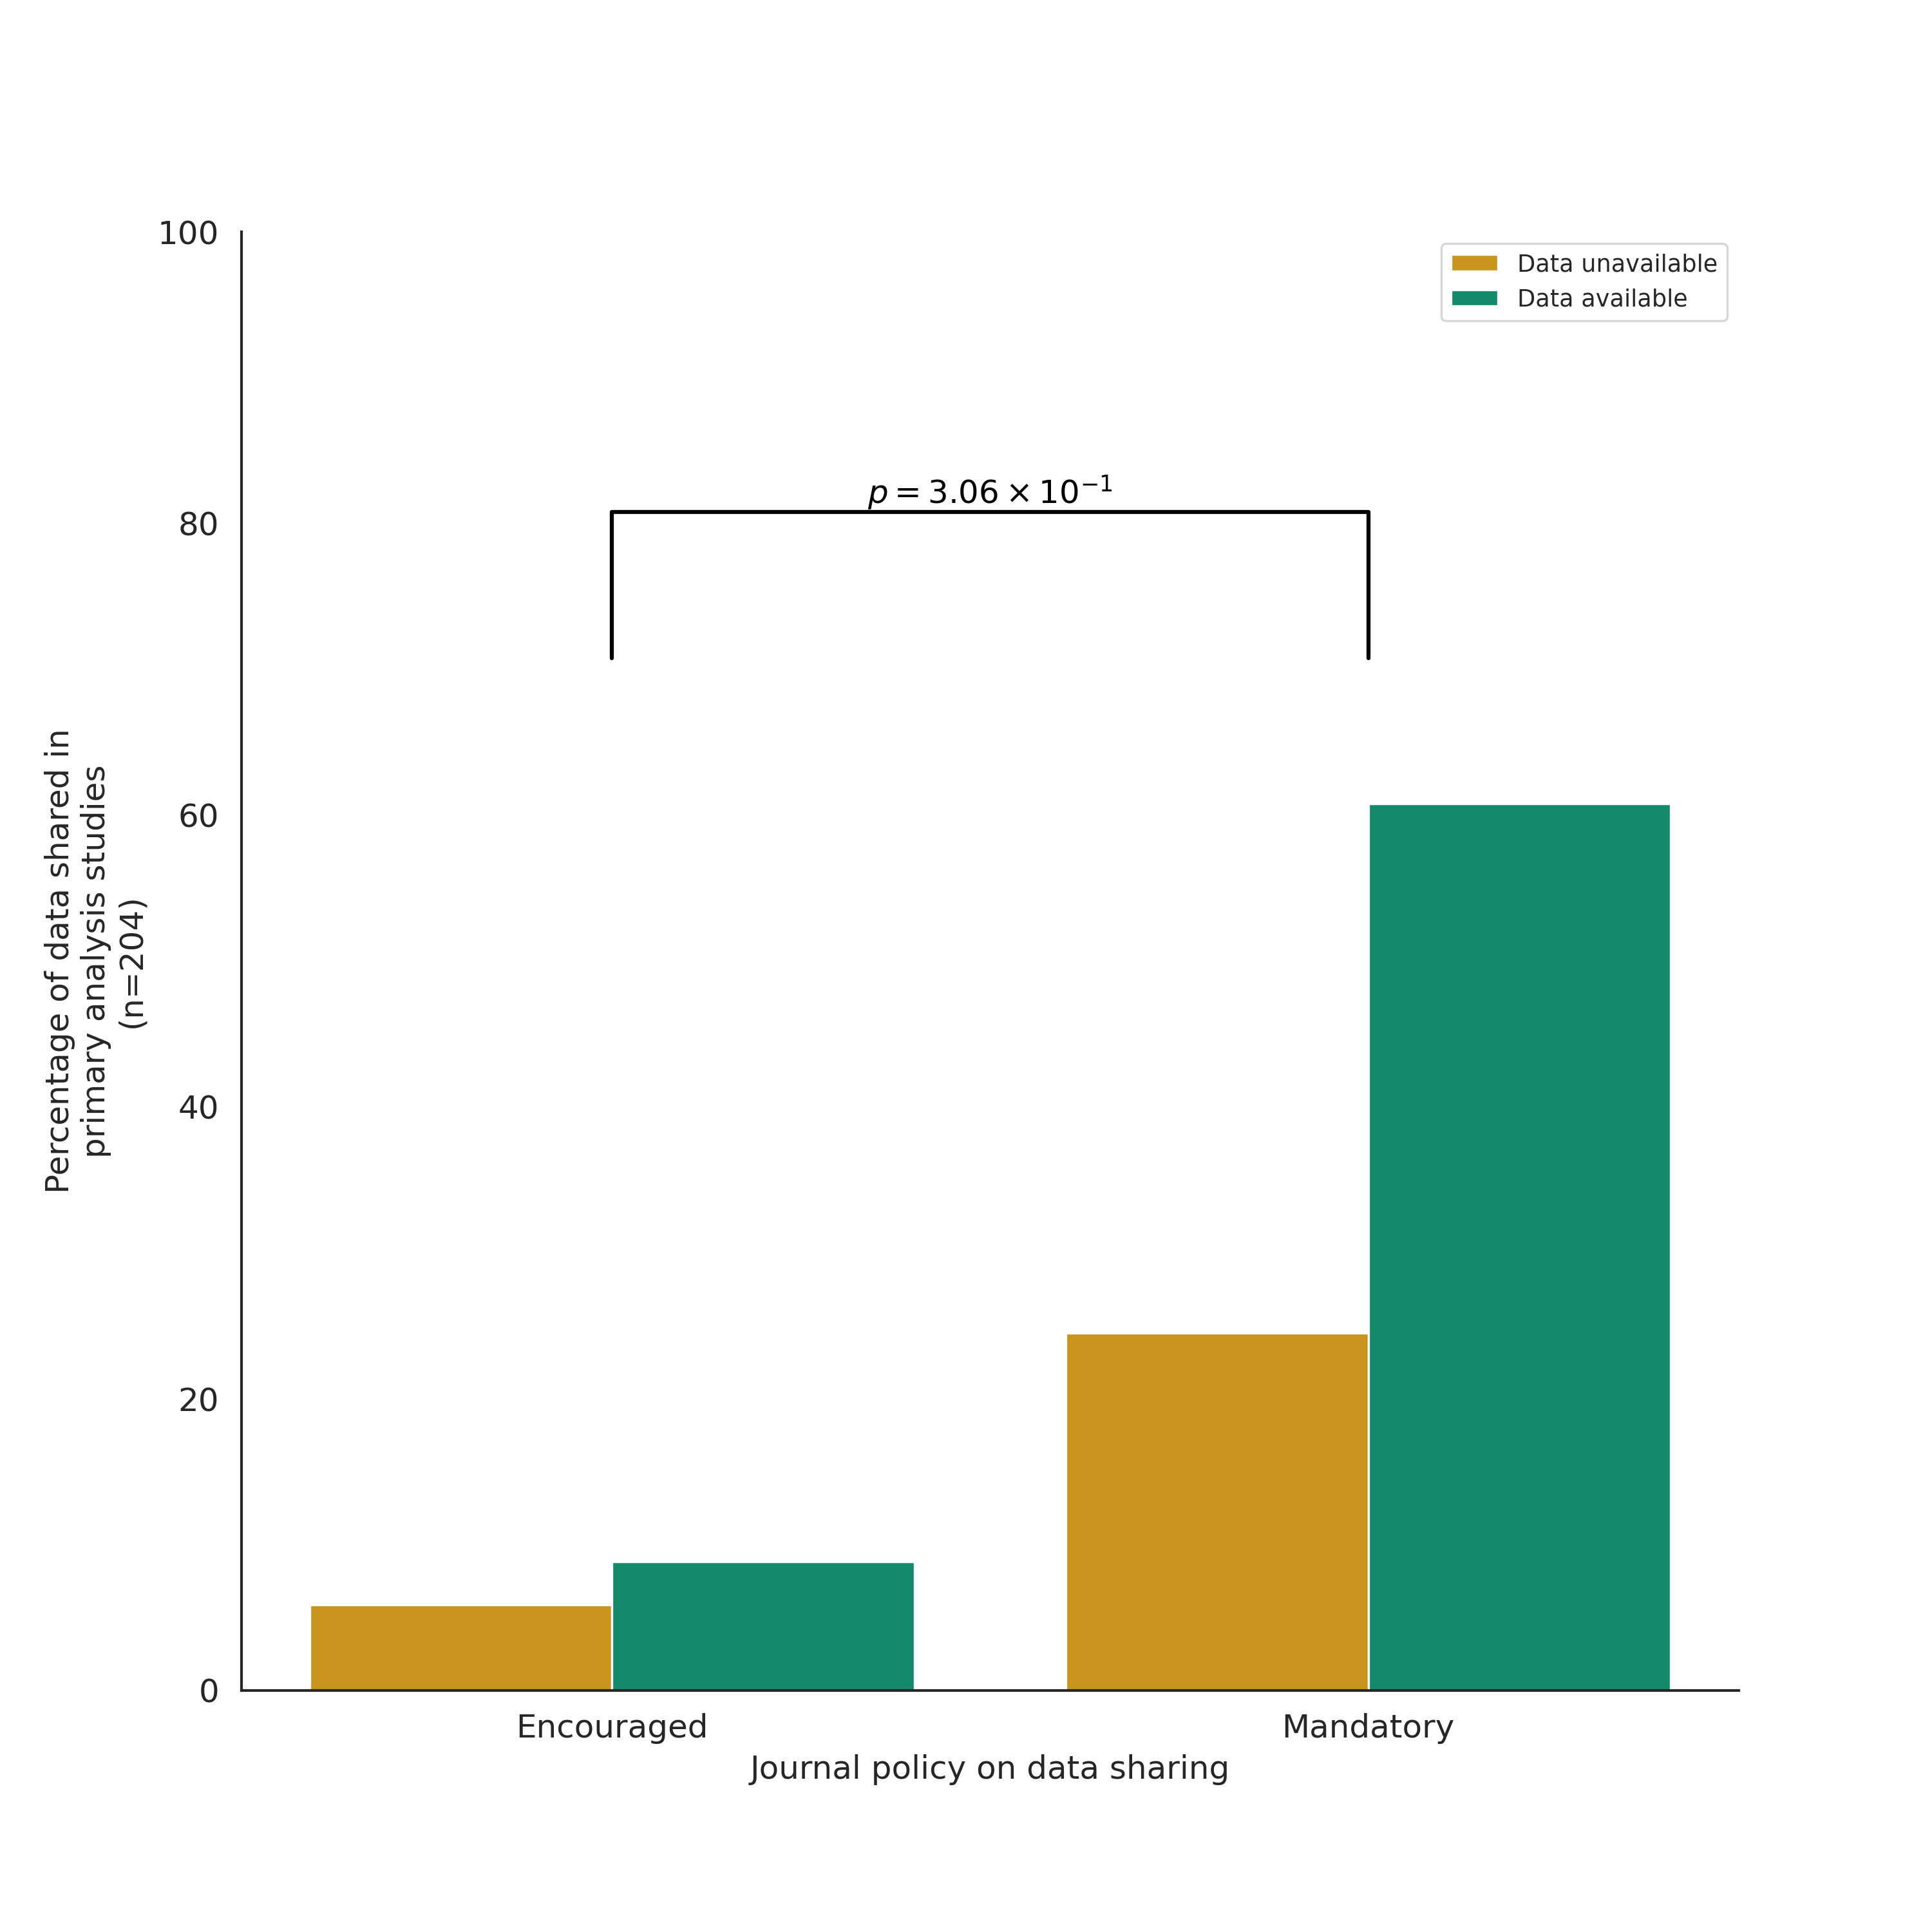 100
80
60
40
20
0
Percentage of data shared in
primary analysis studies
(n=204)
Data unavailable
Data available
p = 3.06 × 10⁻¹
Encouraged
Mandatory
Journal policy on data sharing